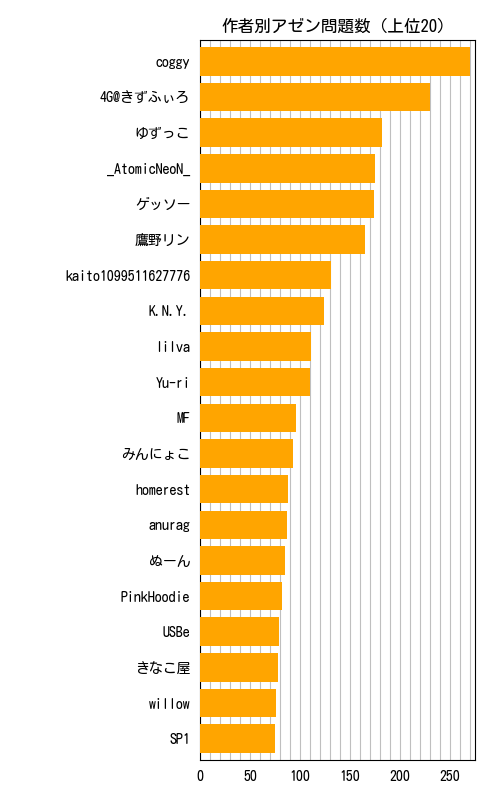 作者別アゼン問題数（上位20）
coggy
4G@きずふぃろ
ゆずっこ
_AtomicNeoN_
ゲッソー
鷹野リン
kaito1099511627776
K.N.Y.
lilva
Yu-ri
MF
みんにょこ
homerest
anurag
ぬーん
PinkHoodie
USBe
きなこ屋
willow
SP1
0 50 100 150 200 250